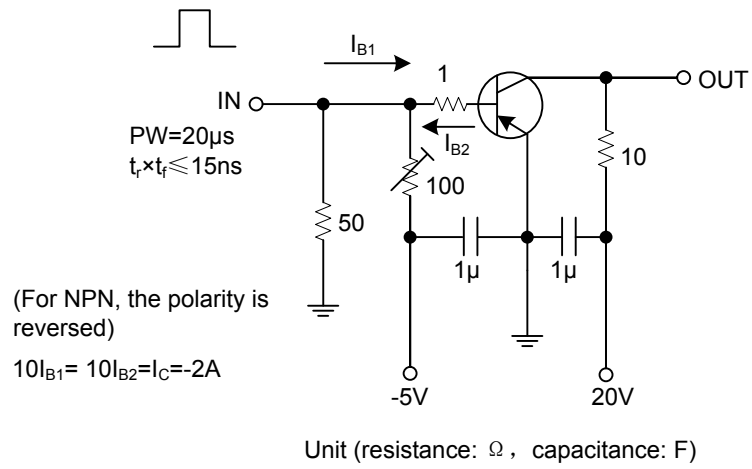 I_B1
1
IN
OUT
PW=20μs
t_r×t_f≦15ns
I_B2
10
100
50
1μ
1μ
(For NPN, the polarity is
reversed)
10I_B1= 10I_B2=I_C=-2A
-5V
20V
Unit (resistance: Ω, capacitance: F)